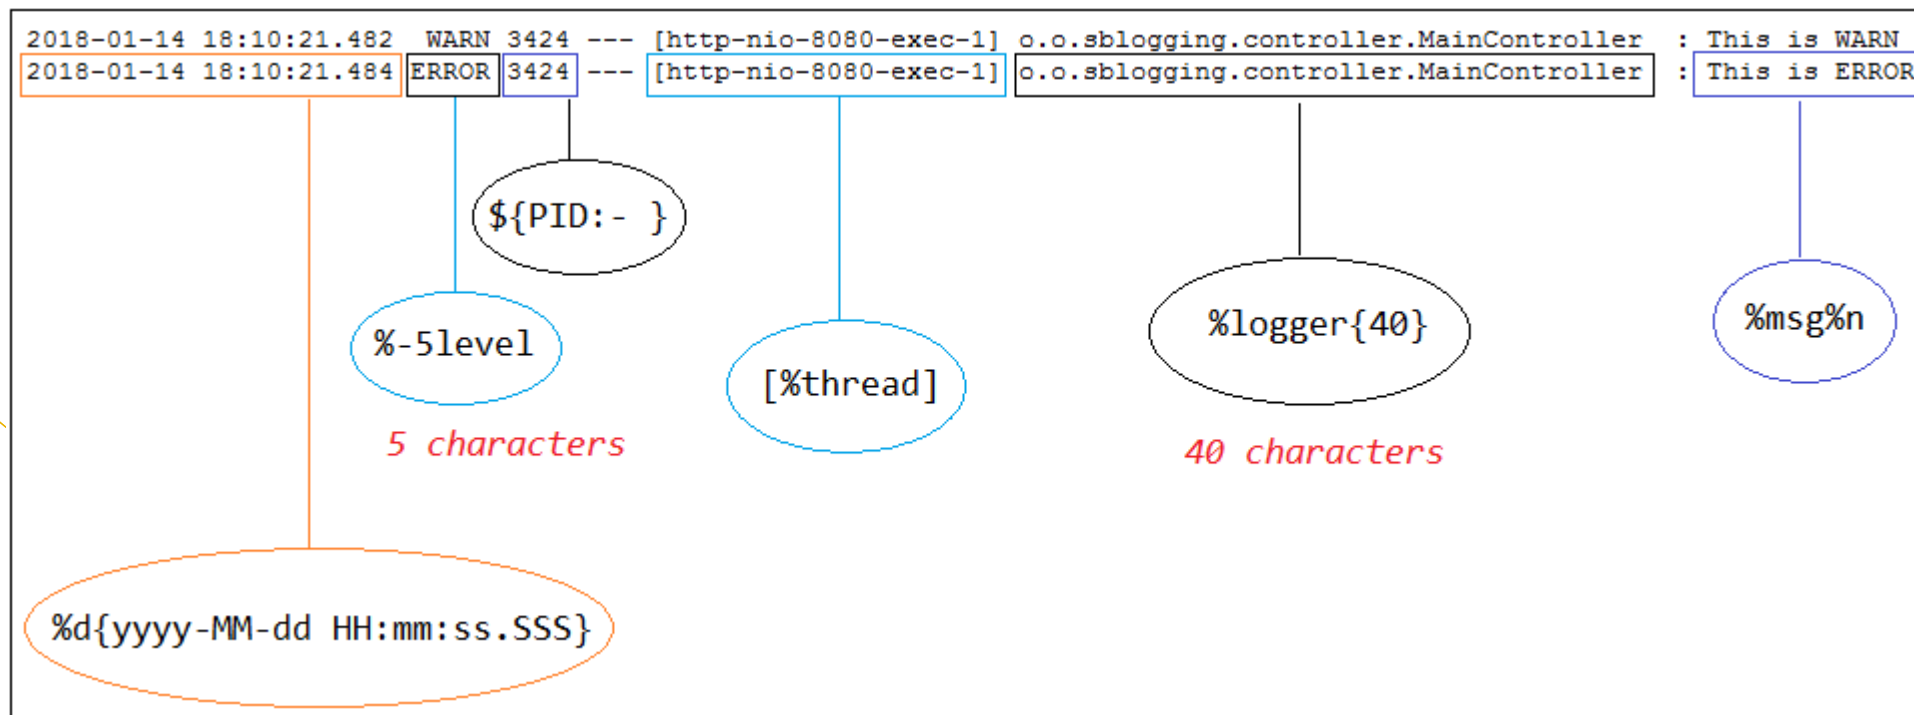 2018-01-14 18:10:21.482  WARN 3424 --- [http-nio-8080-exec-1] o.o.sblogging.controller.MainController  : This is WARN
2018-01-14 18:10:21.484 ERROR 3424 --- [http-nio-8080-exec-1] o.o.sblogging.controller.MainController  : This is ERROR
${PID:- }
%-5level
[%thread]
%logger{40}
%msg%n
5 characters
40 characters
%d{yyyy-MM-dd HH:mm:ss.SSS}